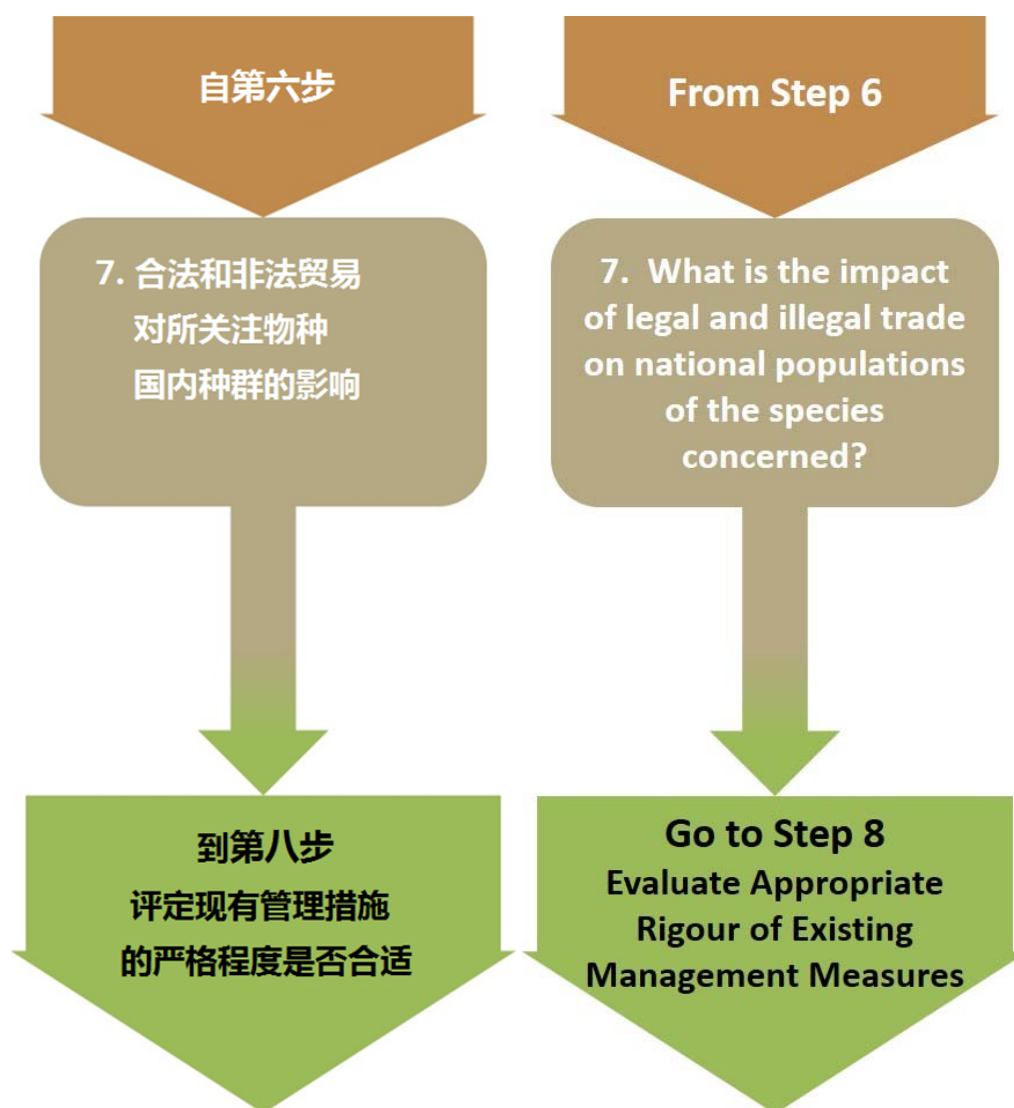 自第六步
7. 合法和非法贸易
对所关注物种
国内种群的影响
到第八步
评定现有管理措施
的严格程度是否合适
From Step 6
7. What is the impact
of legal and illegal trade
on national populations
of the species
concerned?
Go to Step 8
Evaluate Appropriate
Rigour of Existing
Management Measures